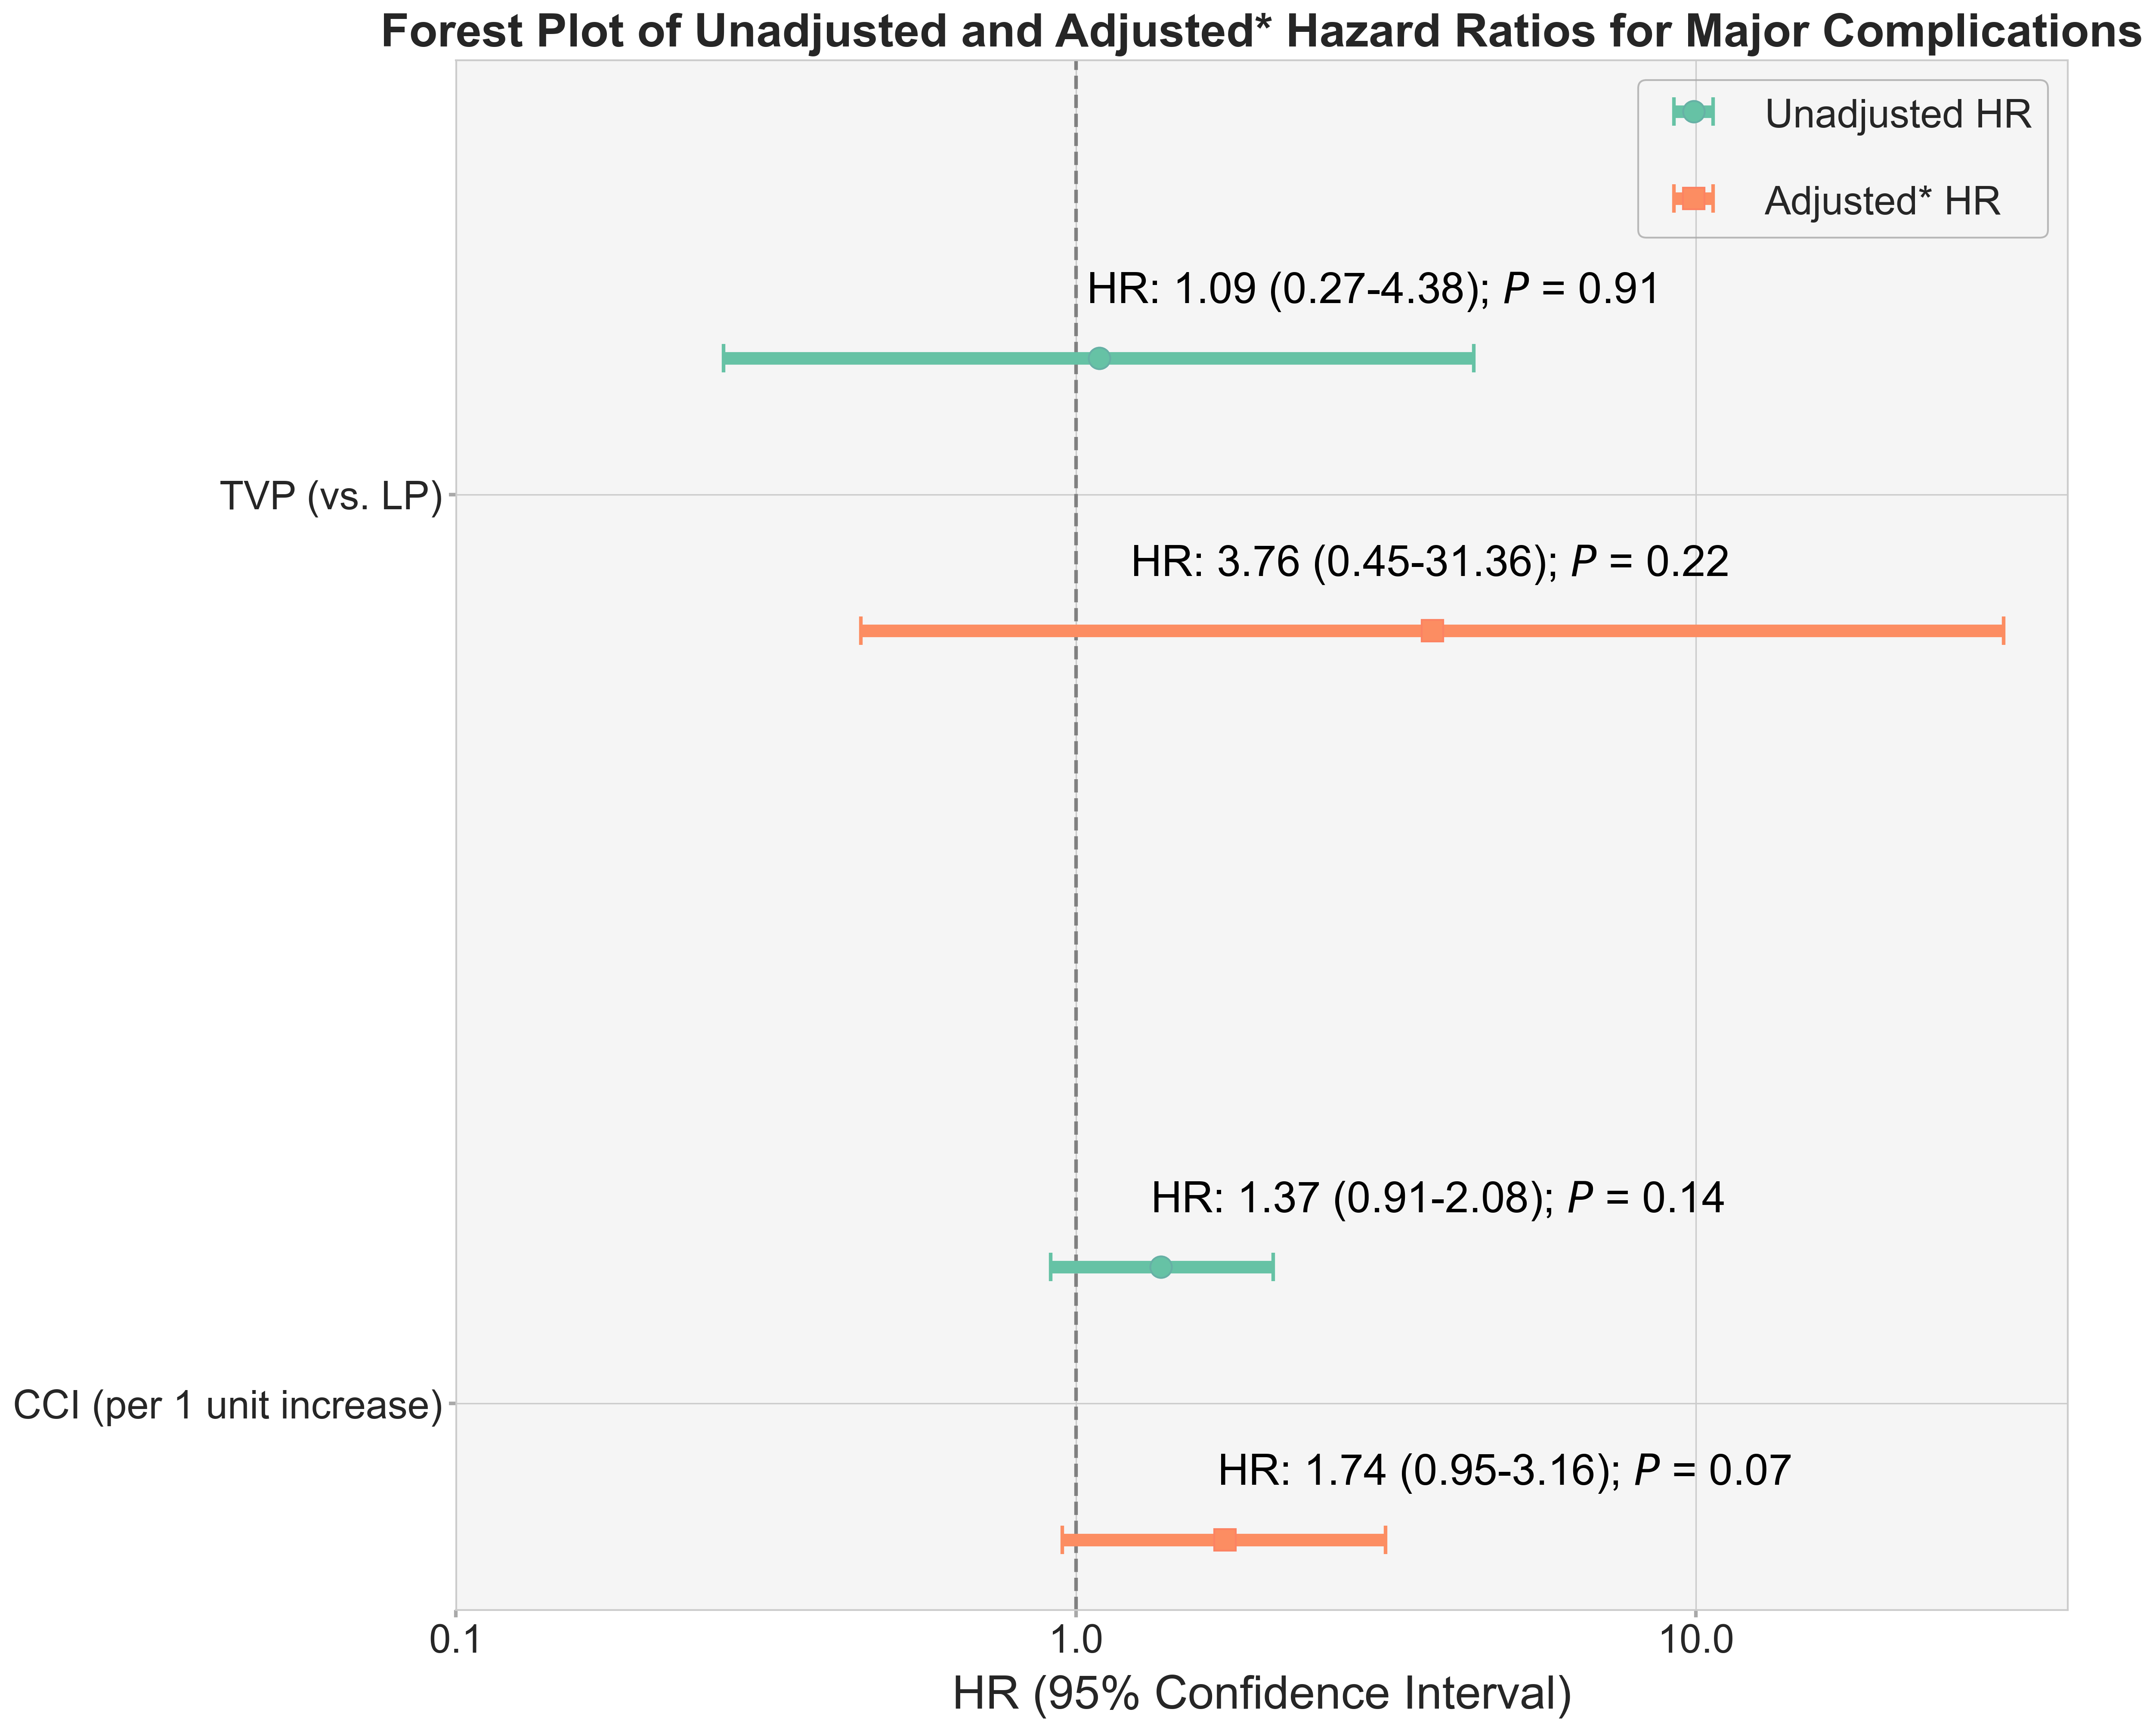 Forest Plot of Unadjusted and Adjusted* Hazard Ratios for Major Complications
Unadjusted HR
Adjusted* HR
HR: 1.09 (0.27-4.38); P = 0.91
TVP (vs. LP)
HR: 3.76 (0.45-31.36); P = 0.22
HR: 1.37 (0.91-2.08); P = 0.14
CCI (per 1 unit increase)
HR: 1.74 (0.95-3.16); P = 0.07
0.1 1.0 10.0
HR (95% Confidence Interval)